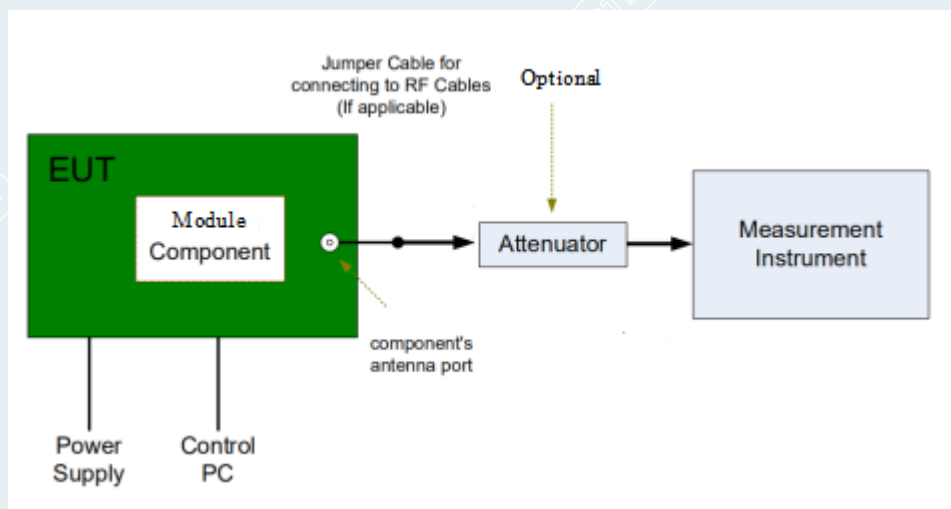 Jumper Cable for
connecting to RF Cables
(If applicable)
Optional
EUT
Module
Component
Attenuator
Measurement
Instrument
component's
antenna port
Power
Supply
Control
PC